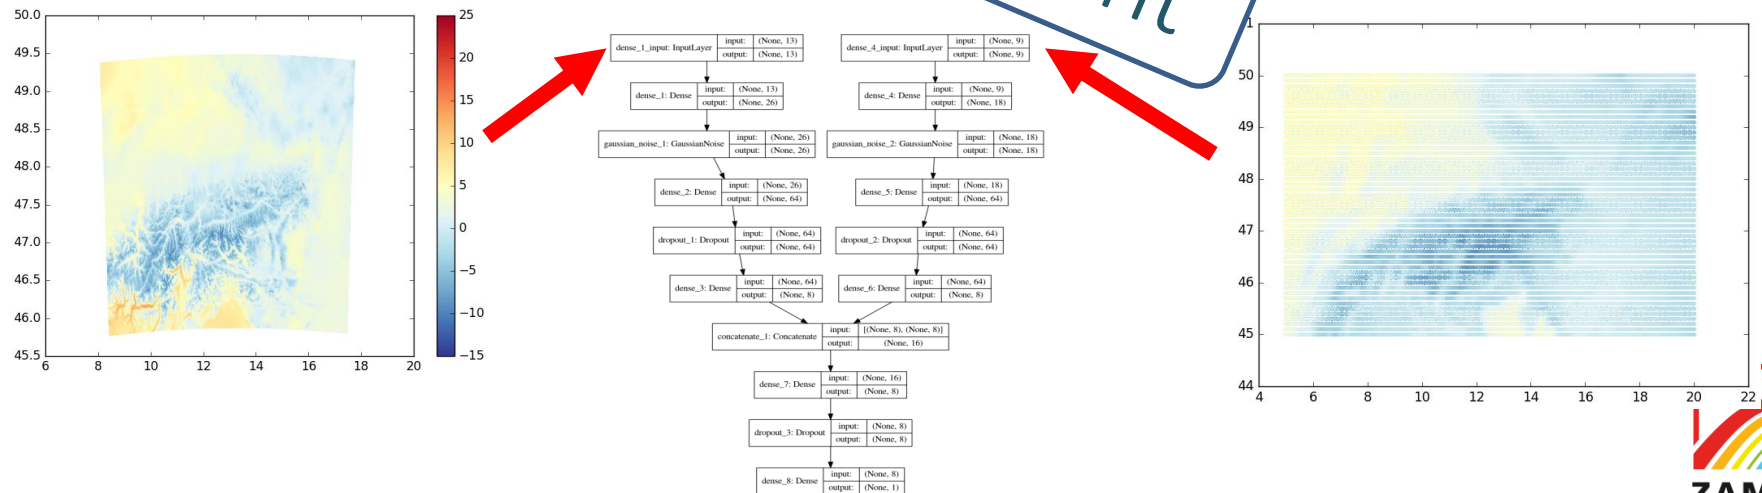 50.0
49.5
49.0
48.5
48.0
47.5
47.0
46.5
46.0
45.5
6 8 10 12 14 16 18 20
25
20
15
10
5
0
−5
−10
−15
dense_1_input: InputLayer input: (None, 13)
output: (None, 13)
dense_1: Dense input: (None, 13)
output: (None, 26)
gaussian_noise_1: GaussianNoise input: (None, 26)
output: (None, 26)
dense_2: Dense input: (None, 26)
output: (None, 64)
dropout_1: Dropout input: (None, 64)
output: (None, 64)
dense_3: Dense input: (None, 64)
output: (None, 8)
dense_4_input: InputLayer input: (None, 9)
output: (None, 9)
dense_4: Dense input: (None, 9)
output: (None, 18)
gaussian_noise_2: GaussianNoise input: (None, 18)
output: (None, 18)
dense_5: Dense input: (None, 18)
output: (None, 64)
dropout_2: Dropout input: (None, 64)
output: (None, 64)
dense_6: Dense input: (None, 64)
output: (None, 8)
concatenate_1: Concatenate input: [(None, 8), (None, 8)]
output: (None, 16)
dense_7: Dense input: (None, 16)
output: (None, 8)
dropout_3: Dropout input: (None, 8)
output: (None, 8)
dense_8: Dense input: (None, 8)
output: (None, 1)
50
49
48
47
46
45
44
4 6 8 10 12 14 16 18 20 22